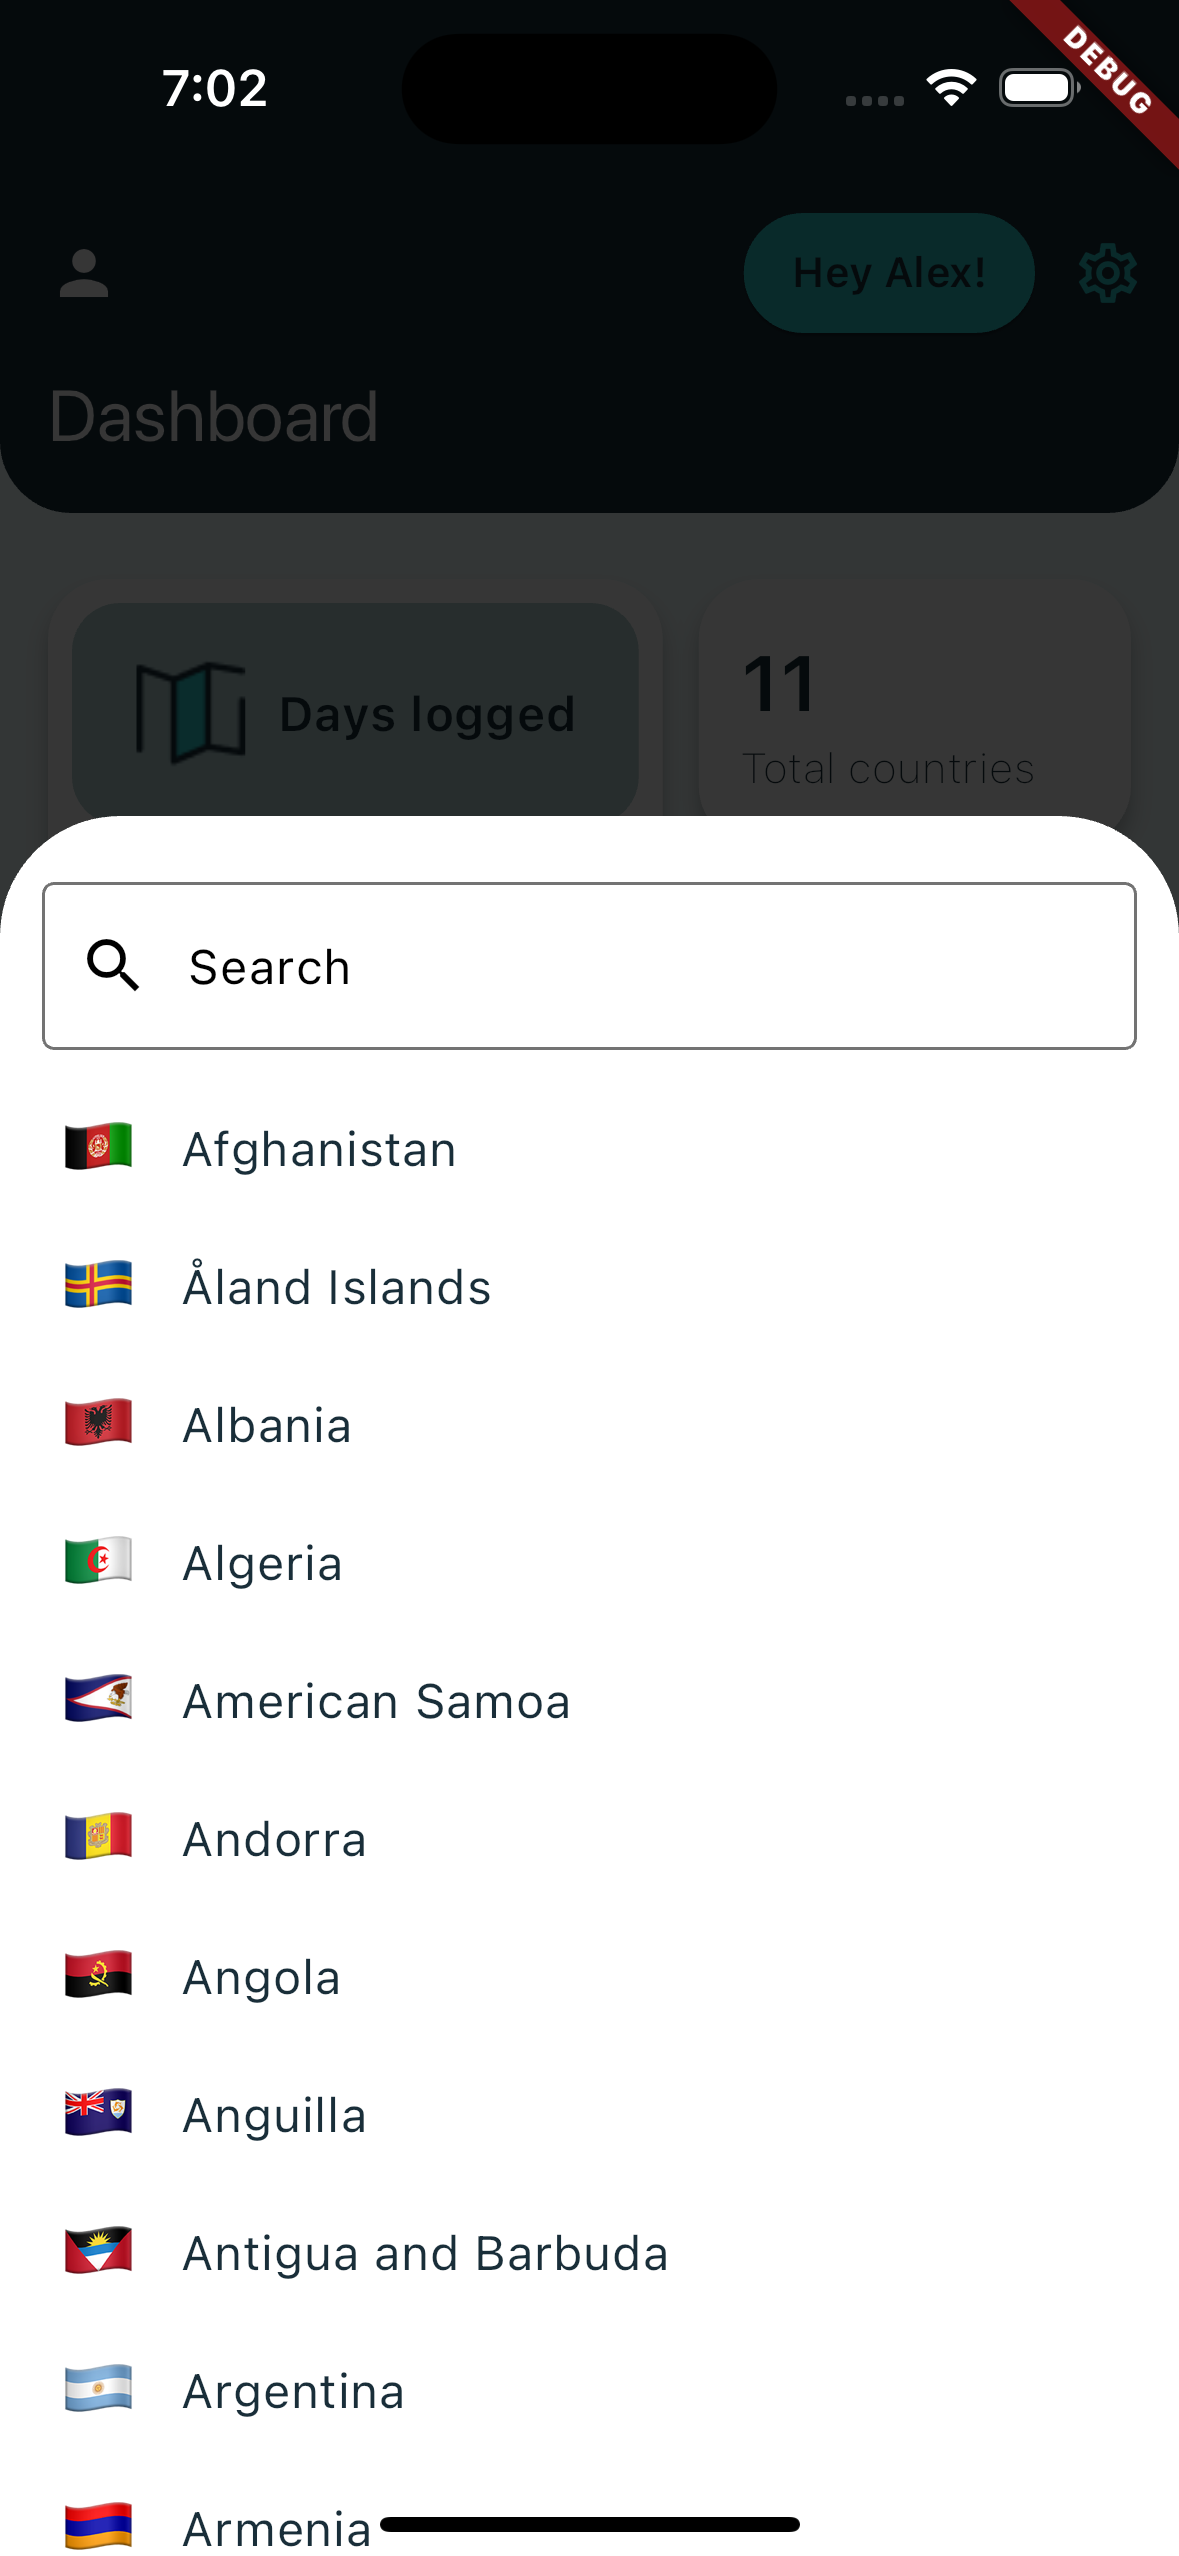 7:02
DEBUG
Hey Alex!
Dashboard
Days logged
11
Total countries
Search
Afghanistan
Åland Islands
Albania
Algeria
American Samoa
Andorra
Angola
Anguilla
Antigua and Barbuda
Argentina
Armenia